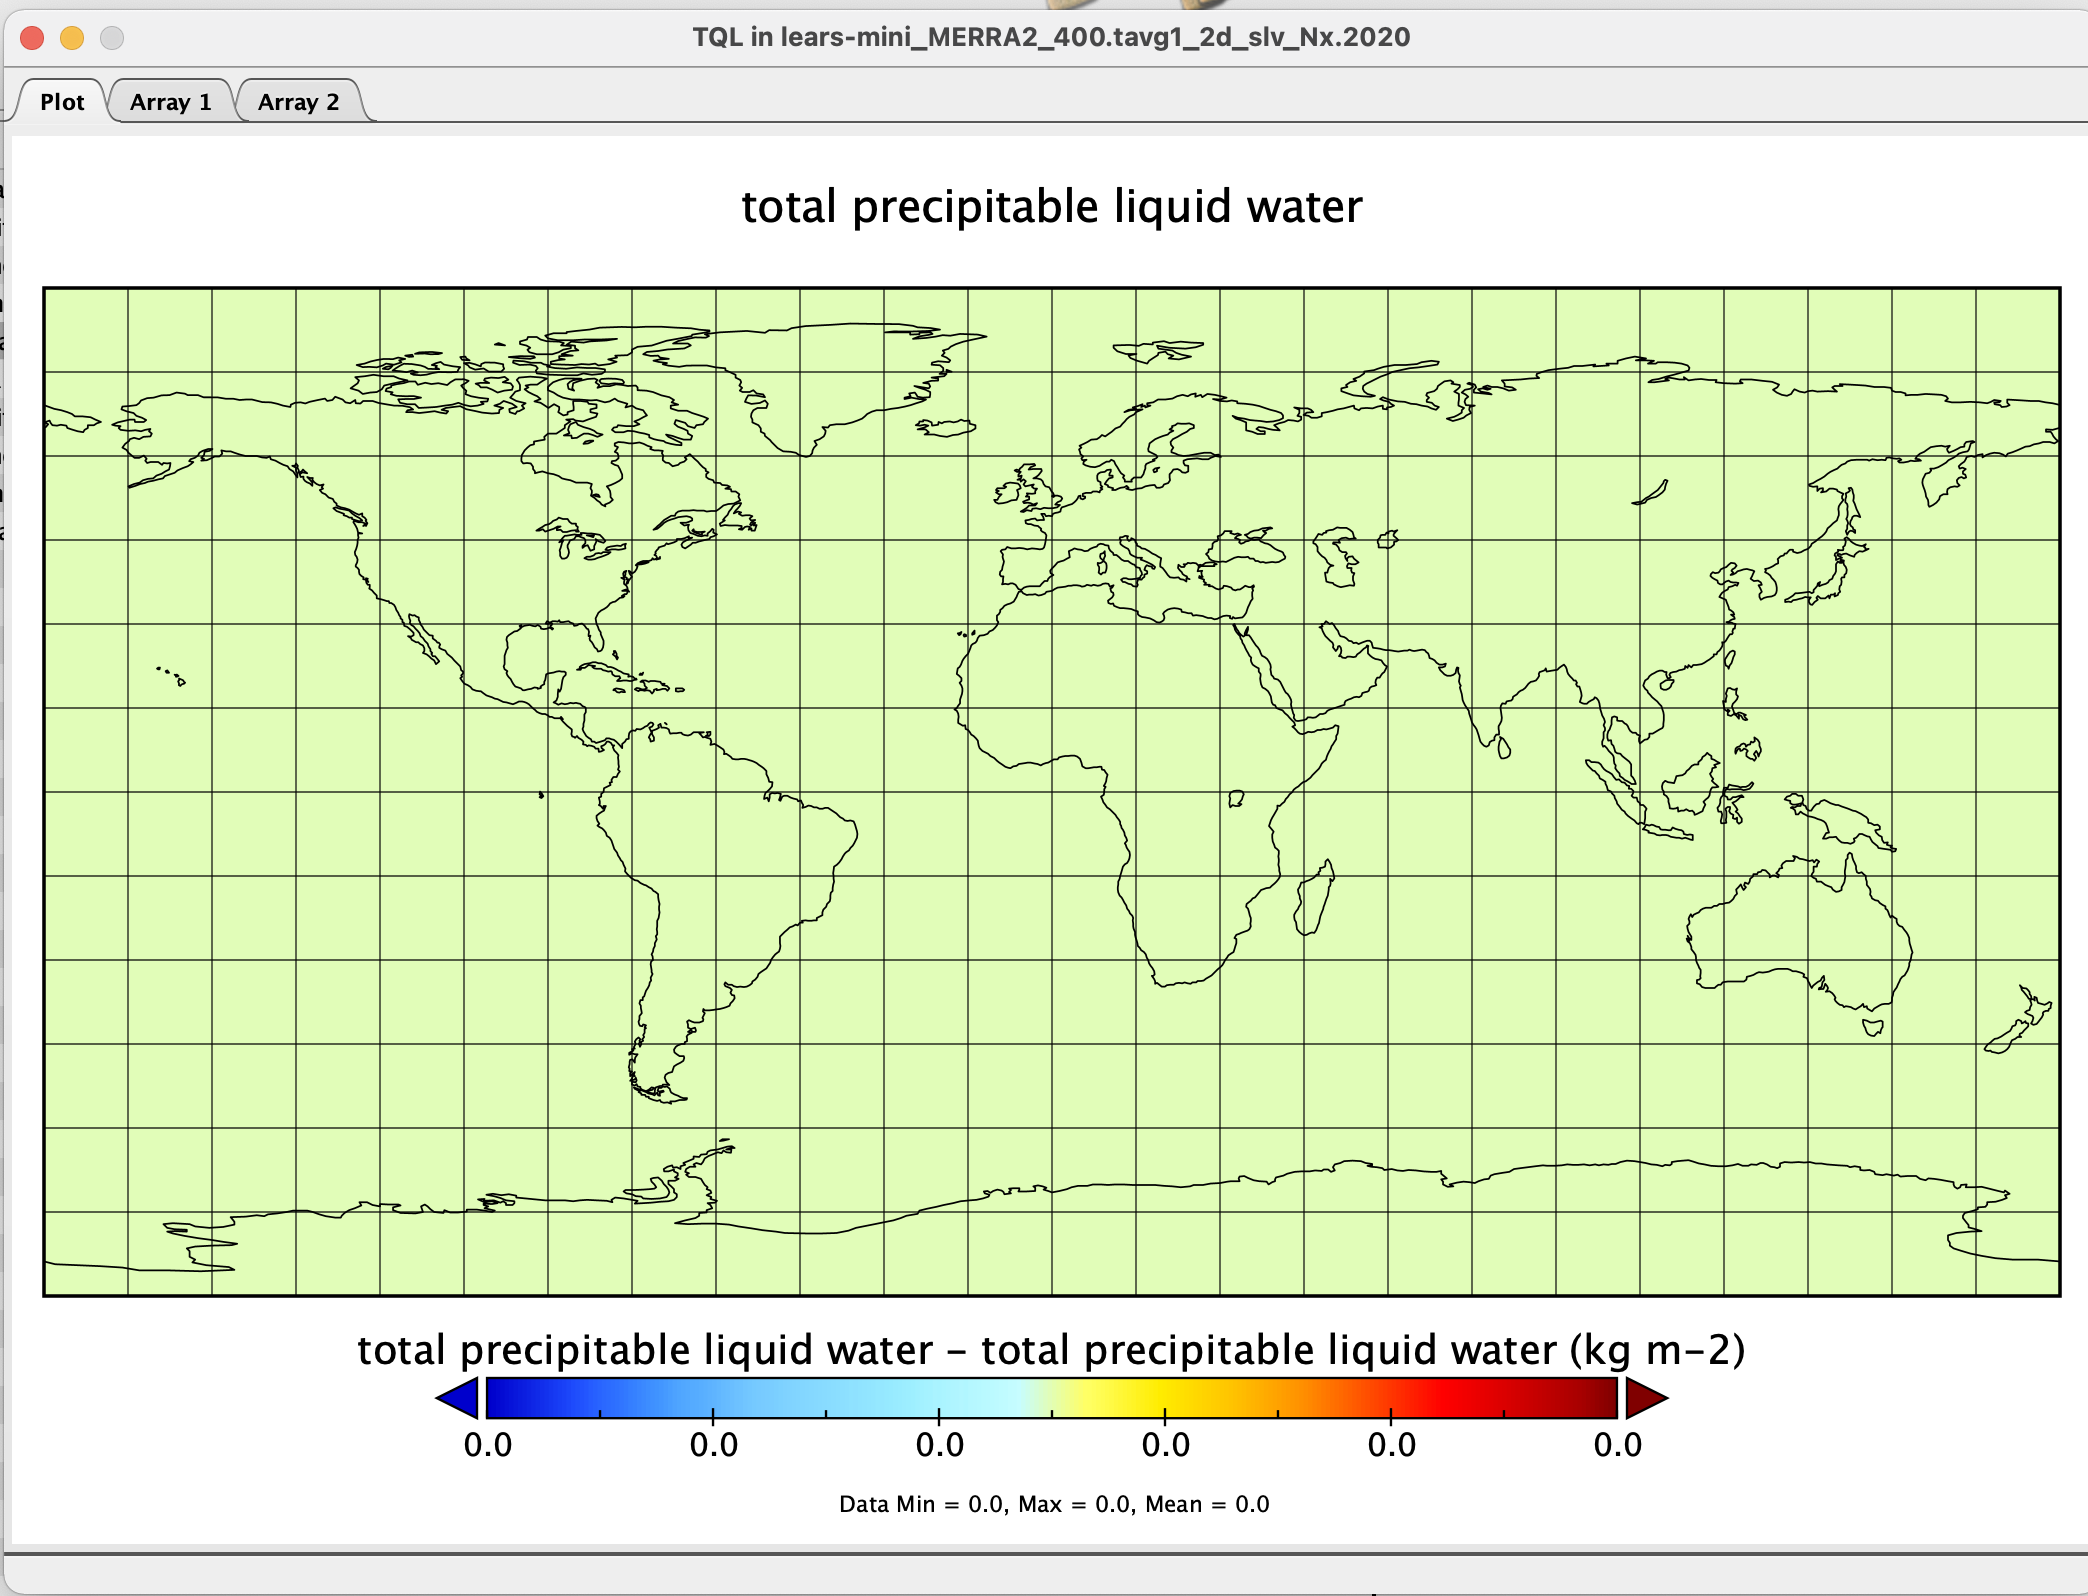 TQL in lears-mini_MERRA2_400.tavg1_2d_slv_Nx.2020
Plot Array 1 Array 2
total precipitable liquid water
total precipitable liquid water – total precipitable liquid water (kg m-2)
0.0 0.0 0.0 0.0 0.0 0.0
Data Min = 0.0, Max = 0.0, Mean = 0.0